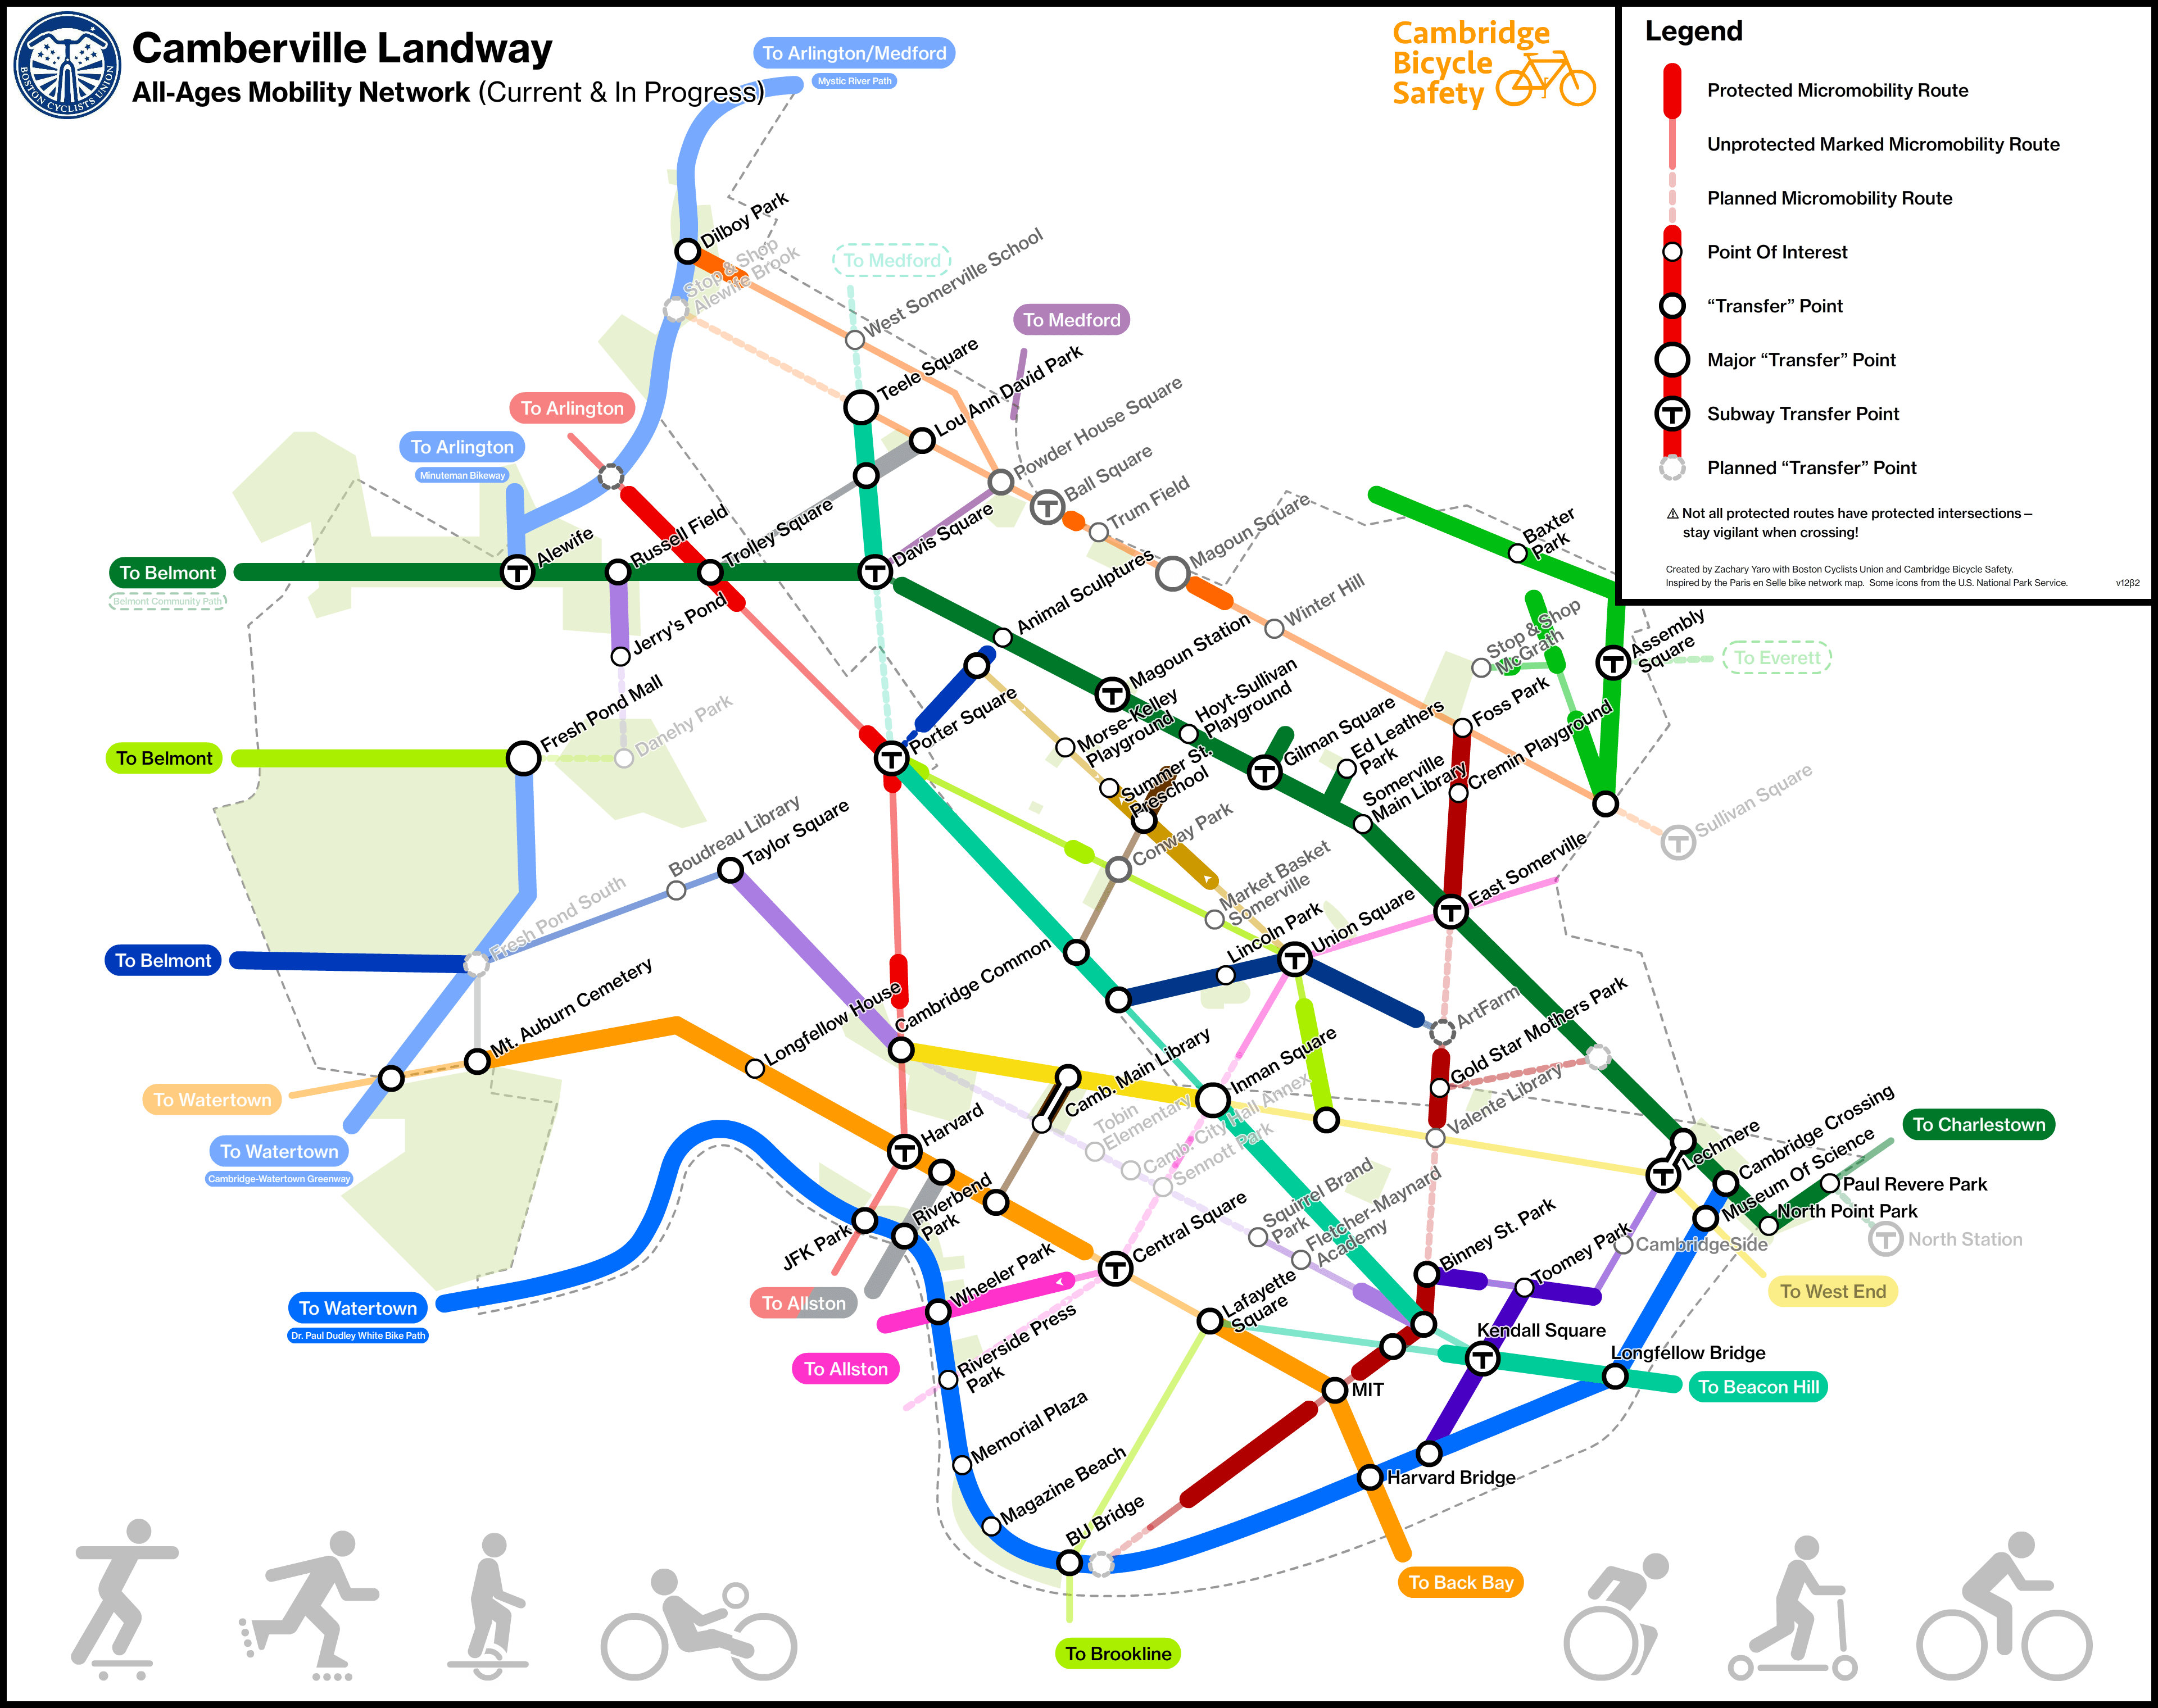 BOSTON CYCLISTS UNION
Camberville Landway
All-Ages Mobility Network (Current & In Progress)
Cambridge
Bicycle
Safety
Legend
Protected Micromobility Route
Unprotected Marked Micromobility Route
Planned Micromobility Route
Point Of Interest
“Transfer” Point
Major “Transfer” Point
T
Subway Transfer Point
Planned “Transfer” Point
⚠ Not all protected routes have protected intersections –
stay vigilant when crossing!
Created by Zachary Yaro with Boston Cyclists Union and Cambridge Bicycle Safety.
Inspired by the Paris en Selle bike network map. Some icons from the U.S. National Park Service.
v12β2
To Arlington/Medford
Mystic River Path
Dilboy Park
Stop & Shop
Alewife Brook
To Medford
West Somerville School
To Medford
Teele Square
Lou Ann David Park
Powder House Square
Ball Square
Trum Field
Magoun Square
Winter Hill
To Arlington
To Arlington
Minuteman Bikeway
Alewife
Russell Field
Trolley Square
Davis Square
To Belmont
Belmont Community Path
Jerry's Pond
Animal Sculptures
Magoun Station
Baxter
Park
Stop & Shop
McGrath
Assembly
Square
To Everett
Fresh Pond Mall
Danehy Park
To Belmont
Porter Square
Morse-Kelley
Playground
Hoyt-Sullivan
Playground
Summer St.
Preschool
Gilman Square
Ed Leathers
Park
Somerville
Main Library
Foss Park
Cremin Playground
Sullivan Square
Boudreau Library
Taylor Square
Conway Park
Market Basket
Somerville
Lincoln Park
Union Square
East Somerville
To Belmont
Fresh Pond South
Mt. Auburn Cemetery
Longfellow House
Cambridge Common
Camb. Main Library
Inman Square
ArtFarm
Gold Star Mothers Park
Valente Library
To Watertown
To Watertown
Cambridge-Watertown Greenway
Harvard
Tobin
Elementary
Camb. City Hall Annex
Sennott Park
Lechmere
Cambridge Crossing
Museum Of Science
To Charlestown
Paul Revere Park
North Point Park
North Station
CambridgeSide
To West End
Riverbend
Park
JFK Park
Central Square
Squirrel Brand
Park
Fletcher-Maynard
Academy
Binney St. Park
Toomey Park
To Watertown
Dr. Paul Dudley White Bike Path
To Allston
Wheeler Park
To Allston
Riverside Press
Park
Lafayette
Square
Kendall Square
Longfellow Bridge
To Beacon Hill
MIT
Memorial Plaza
Magazine Beach
BU Bridge
Harvard Bridge
To Back Bay
To Brookline